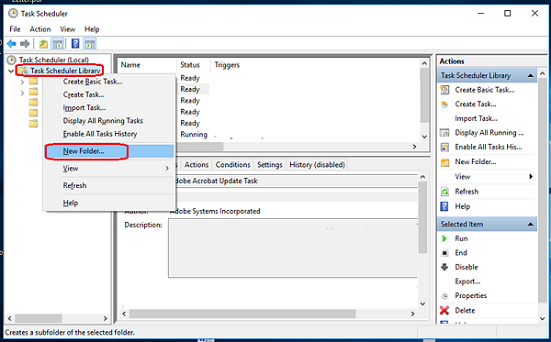 Task Scheduler
File Action View Help
Task Scheduler (Local)
Task Scheduler Library
Create Basic Task...
Create Task...
Import Task...
Display All Running Tasks
Enable All Tasks History
New Folder...
View
Refresh
Help
Name Status Triggers
Ready
Ready
Ready
Ready
Ready
Running
Actions Conditions Settings History (disabled)
Adobe Acrobat Update Task
Author: Adobe Systems Incorporated
Description:
Actions
Task Scheduler Library
Create Basic Task...
Create Task...
Import Task...
Display All Running ...
Enable All Tasks Hist...
New Folder...
View
Refresh
Help
Selected Item
Run
End
Disable
Export...
Properties
Delete
Creates a subfolder of the selected folder.